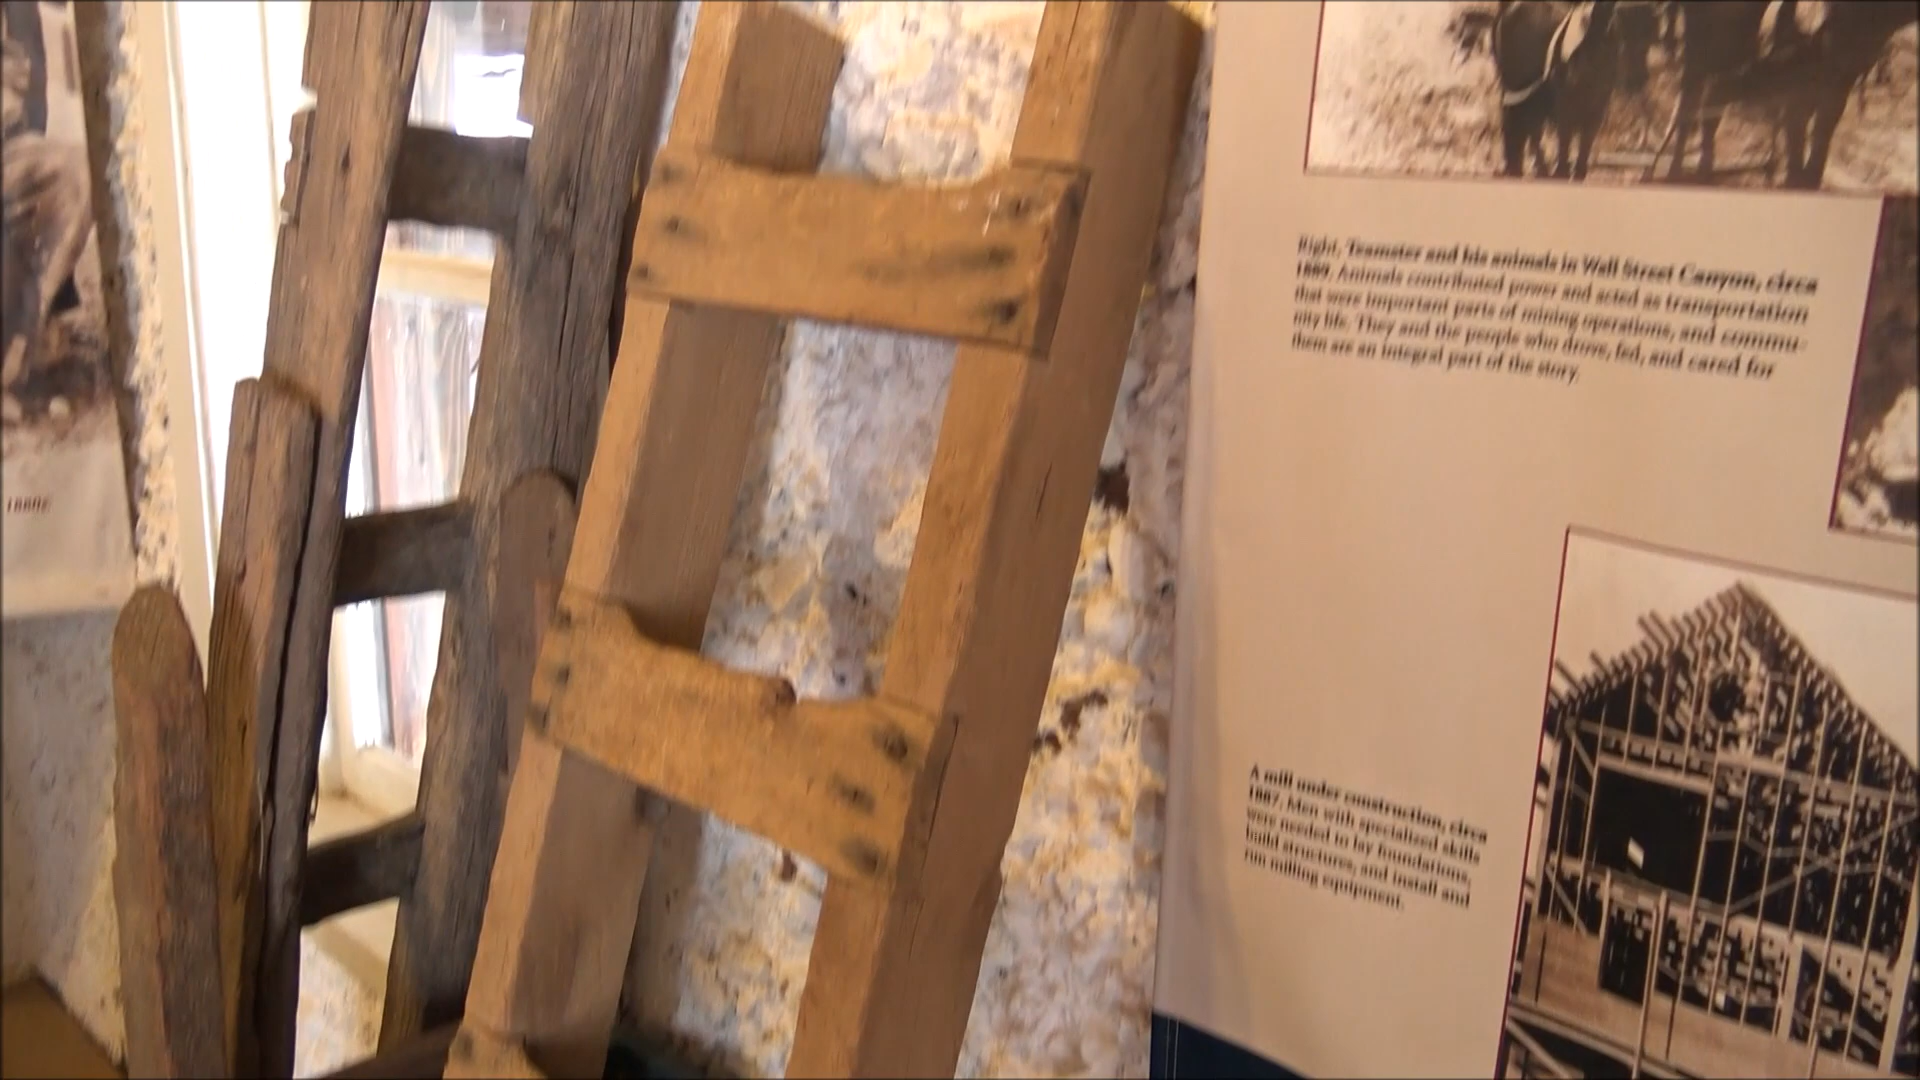 1880s
Right, Teamster and his animals in Wall Street Canyon, circa
1889. Animals contributed power and acted as transportation
that were important parts of mining operations, and commu-
nity life. They and the people who drove, fed, and cared for
them are an integral part of the story.
A mill under construction, circa
1887. Men with specialized skills
were needed to lay foundations,
build structures, and install and
run milling equipment.